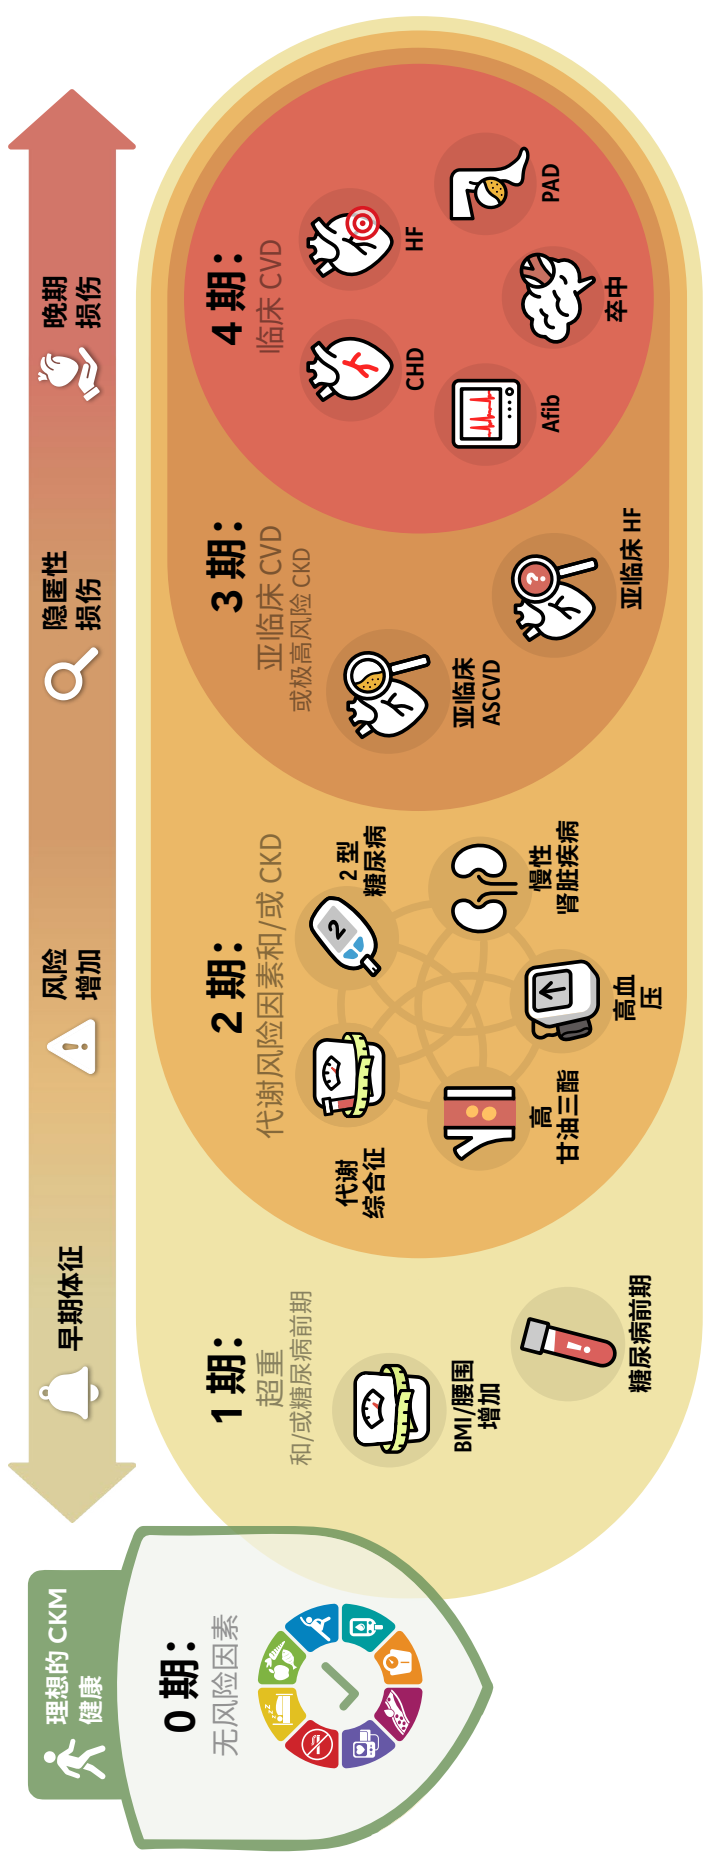 理想的 CKM
健康
早期体征
风险
增加
隐匿性
损伤
晚期
损伤
0 期：
无风险因素
1 期：
超重
和/或糖尿病前期
BMI/腰围
增加
糖尿病前期
2 期：
代谢风险因素和/或 CKD
代谢
综合征
2 型
糖尿病
高
甘油三酯
慢性
肾脏疾病
高血
压
2
3 期：
亚临床 CVD
或极高风险 CKD
亚临床
ASCVD
亚临床 HF
?
4 期：
临床 CVD
CHD
HF
Afib
PAD
卒中